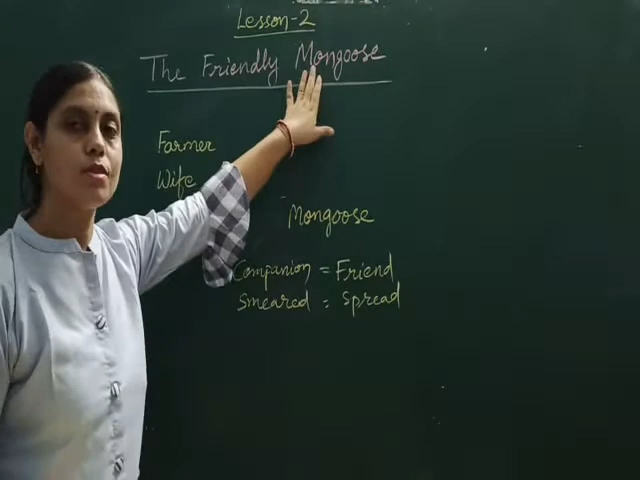 Lesson-2
The Friendly Mongoose
Farmer
Wife
Mongoose
Companion = Friend
Smeared = Spread